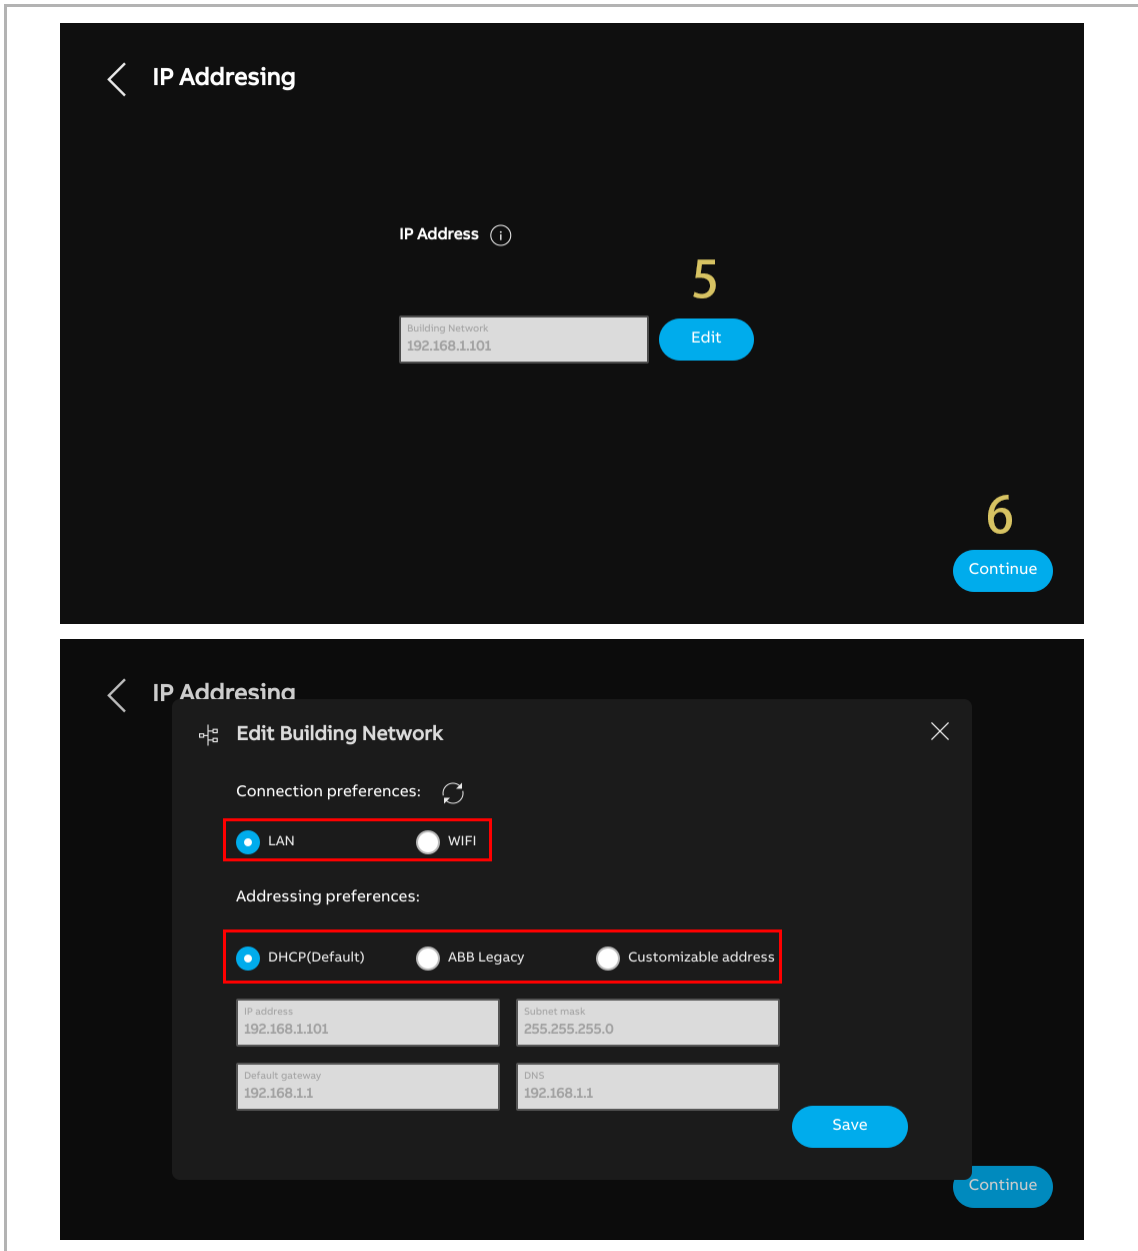 IP Addresing
IP Address
5
Building Network
192.168.1.101
Edit
6
Continue
IP Addresing
Edit Building Network
Connection preferences:
LAN WIFI
Addressing preferences:
DHCP(Default) ABB Legacy Customizable address
IP address Subnet mask
192.168.1.101 255.255.255.0
Default gateway DNS
192.168.1.1 192.168.1.1
Save
Continue